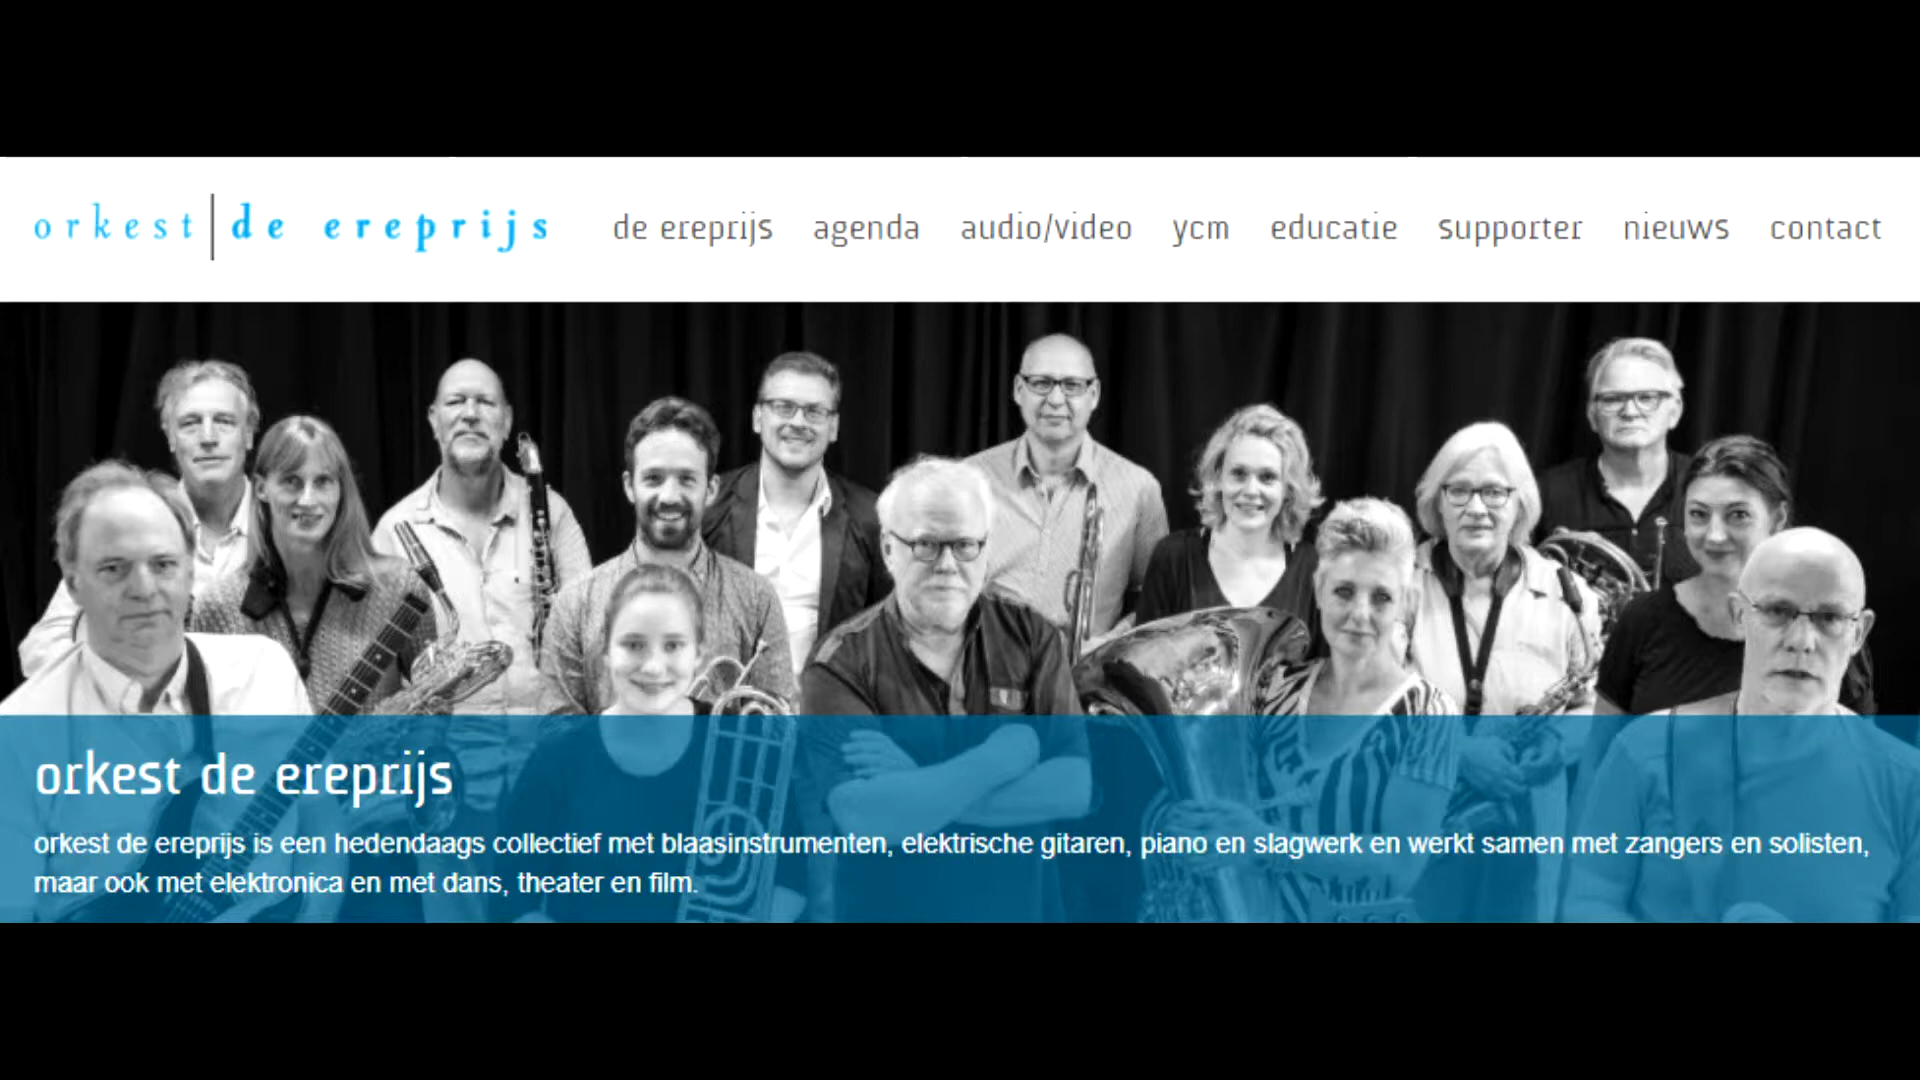 orkest de ereprijs
de ereprijs agenda audio/video ycm educatie supporter nieuws contact
orkest de ereprijs
orkest de ereprijs is een hedendaags collectief met blaasinstrumenten, elektrische gitaren, piano en slagwerk en werkt samen met zangers en solisten,
maar ook met elektronica en met dans, theater en film.